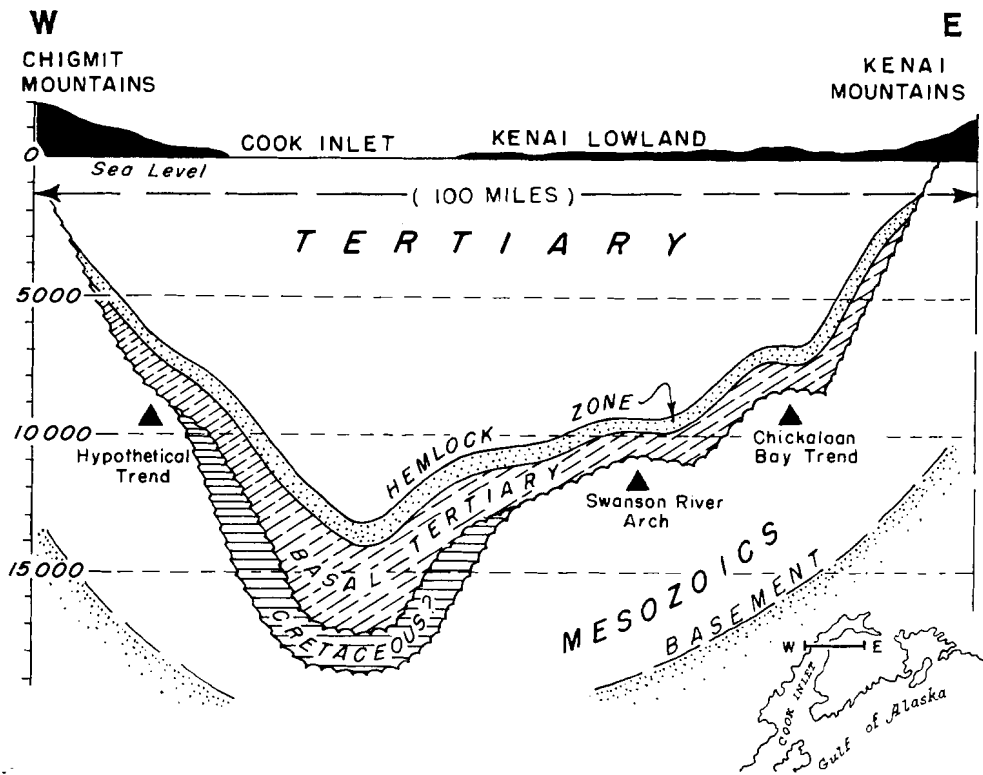 W
E
CHIGMIT
MOUNTAINS
KENAI
MOUNTAINS
COOK INLET
KENAI LOWLAND
0
Sea Level
(100 MILES)
TERTIARY
5000
ZONE
HEMLOCK
10000
Hypothetical
Trend
Chickaloan
Bay Trend
TERTIARY
Swanson River
Arch
BASAL
15000
CRETACEOUS?
MESOZOICS
BASEMENT
W E
COOK INLET
Gulf of Alaska